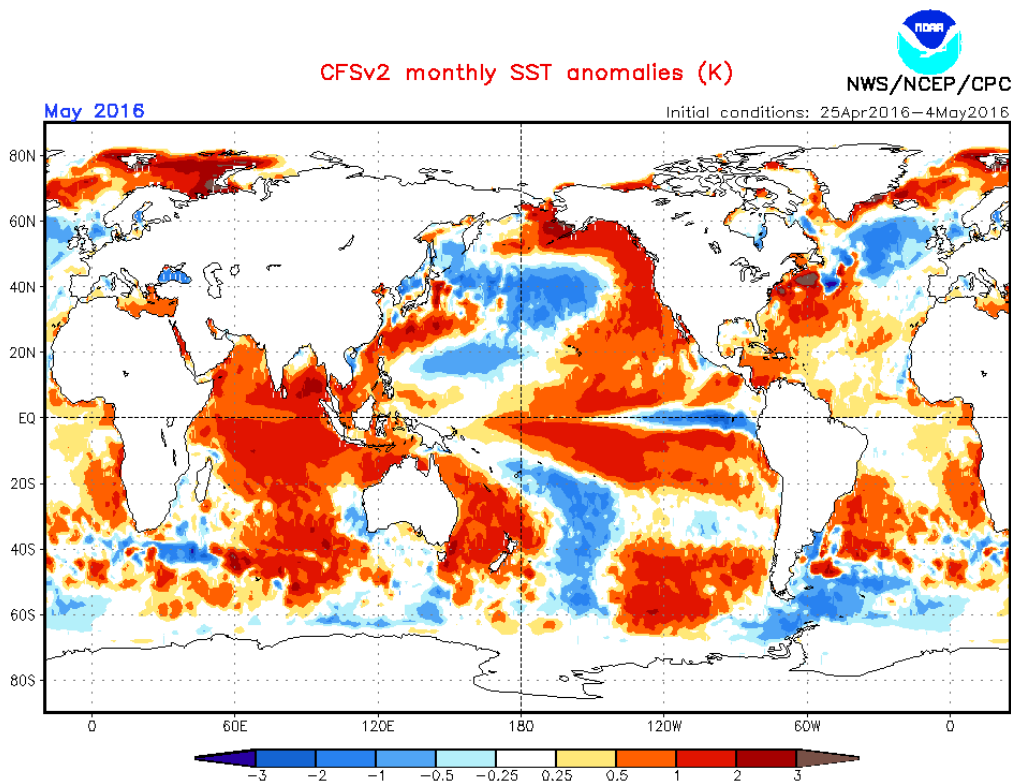 NOAA
CFSv2 monthly SST anomalies (K)
NWS/NCEP/CPC
May 2016
Initial conditions: 25Apr2016–4May2016
80N
60N
40N
20N
EQ
20S
40S
60S
80S
0 60E 120E 180 120W 60W 0
-3 -2 -1 -0.5 -0.25 0.25 0.5 1 2 3